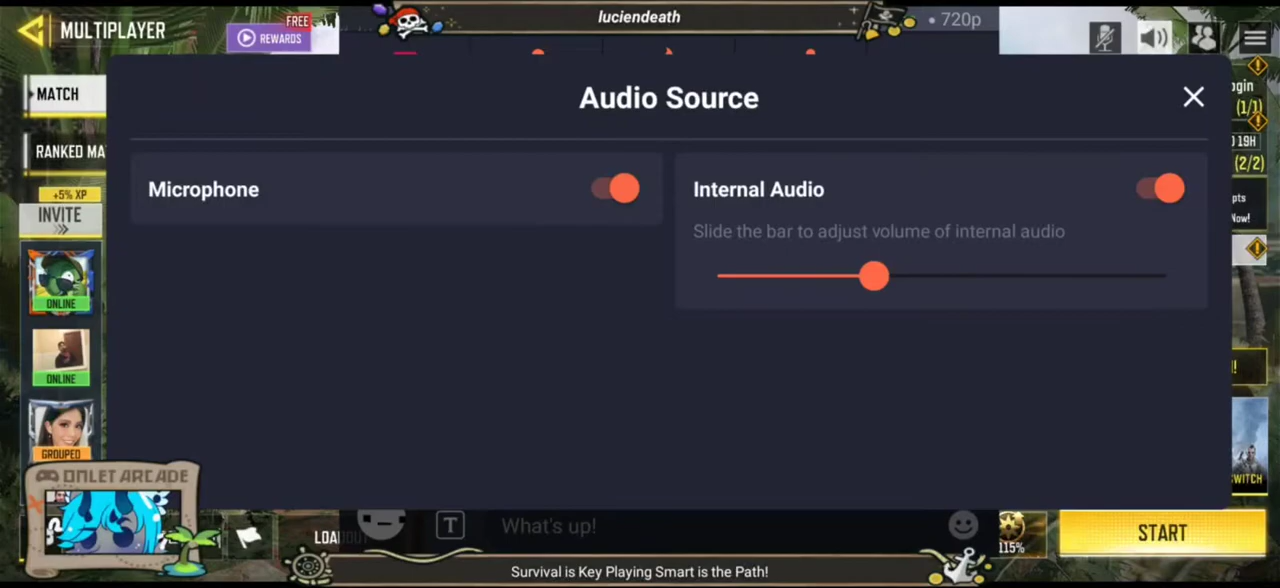 MULTIPLAYER
FREE
REWARDS
luciendeath
• 720p
MATCH
Audio Source
ogin
(1/1)
RANKED MA
19H
(2/2)
+5% XP
INVITE
Microphone
Internal Audio
pts
Now!
Slide the bar to adjust volume of internal audio
ONLINE
ONLINE
GROUPED
OMLET ARCADE
WITCH
LOADOUT
T
What's up!
115%
START
Survival is Key Playing Smart is the Path!